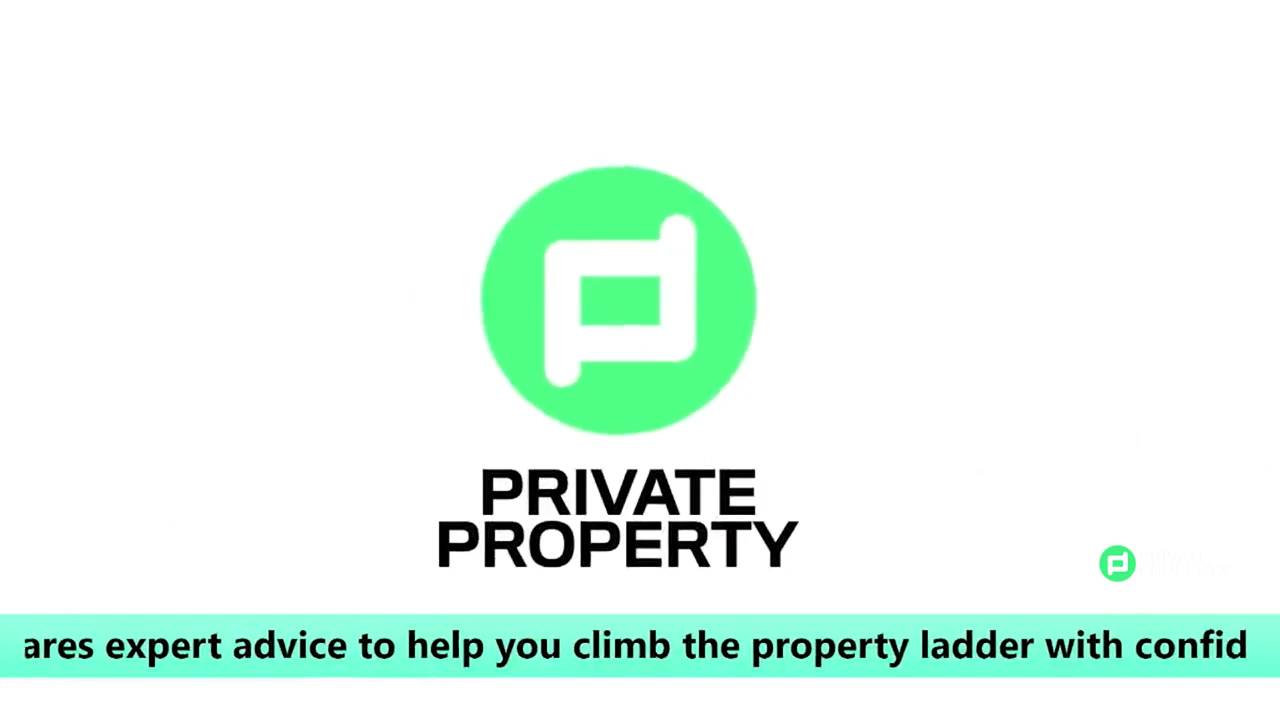 PRIVATE
PROPERTY
ares expert advice to help you climb the property ladder with confid